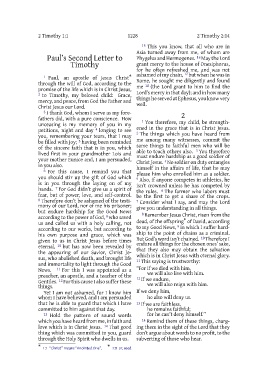 2 Timothy 1:1
1228
2 Timothy 2:14
Paul's Second Letter to
Timothy
1 Paul, an apostle of Jesus Christ*
through the will of God, according to the
promise of the life which is in Christ Jesus,
2 to Timothy, my beloved child: Grace,
mercy, and peace, from God the Father and
Christ Jesus our Lord.
3 I thank God, whom I serve as my fore-
fathers did, with a pure conscience. How
unceasing is my memory of you in my
petitions, night and day 4 longing to see
you, remembering your tears, that I may
be filled with joy; 5 having been reminded
of the sincere faith that is in you, which
lived first in your grandmother Lois and
your mother Eunice and, I am persuaded,
in you also.
6 For this cause, I remind you that
you should stir up the gift of God which
is in you through the laying on of my
hands. 7 For God didn't give us a spirit of
fear, but of power, love, and self-control.
8 Therefore don't be ashamed of the testi-
mony of our Lord, nor of me his prisoner;
but endure hardship for the Good News
according to the power of God, 9 who saved
us and called us with a holy calling, not
according to our works, but according to
his own purpose and grace, which was
given to us in Christ Jesus before times
eternal, 10 but has now been revealed by
the appearing of our Savior, Christ Je-
sus, who abolished death, and brought life
and immortality to light through the Good
News. 11 For this I was appointed as a
preacher, an apostle, and a teacher of the
Gentiles. 12 For this cause I also suffer these
things.
Yet I am not ashamed, for I know him
whom I have believed, and I am persuaded
that he is able to guard that which I have
committed to him against that day.
13 Hold the pattern of sound words
which you have heard from me, in faith and
love which is in Christ Jesus. 14 That good
thing which was committed to you, guard
through the Holy Spirit who dwells in us.
15 This you know, that all who are in
Asia turned away from me, of whom are
Phygelus and Hermogenes. 16 May the Lord
grant mercy to the house of Onesiphorus,
for he often refreshed me, and was not
ashamed of my chain, 17 but when he was in
Rome, he sought me diligently and found
me 18 (the Lord grant to him to find the
Lord's mercy in that day); and in how many
things he served at Ephesus, you know very
well.
2
1 You therefore, my child, be strength-
ened in the grace that is in Christ Jesus.
2 The things which you have heard from
me among many witnesses, commit the
same things to faithful men who will be
able to teach others also. 3 You therefore
must endure hardship as a good soldier of
Christ Jesus. 4 No soldier on duty entangles
himself in the affairs of life, that he may
please him who enrolled him as a soldier.
5 Also, if anyone competes in athletics, he
isn't crowned unless he has competed by
the rules. 6 The farmer who labors must
be the first to get a share of the crops.
7 Consider what I say, and may the Lord
give you understanding in all things.
8 Remember Jesus Christ, risen from the
dead, of the offspring of David, according
to my Good News, 9 in which I suffer hard-
ship to the point of chains as a criminal.
But God's word isn't chained. 10 Therefore I
endure all things for the chosen ones' sake,
that they also may obtain the salvation
which is in Christ Jesus with eternal glory.
11 This saying is trustworthy:
"For if we died with him,
we will also live with him.
12 If we endure,
we will also reign with him.
If we deny him,
he also will deny us.
13 If we are faithless,
he remains faithful;
for he can't deny himself."
14 Remind them of these things, charg-
ing them in the sight of the Lord that they
don't argue about words to no profit, to the
subverting of those who hear.
* 1:1 "Christ" means "Anointed One".